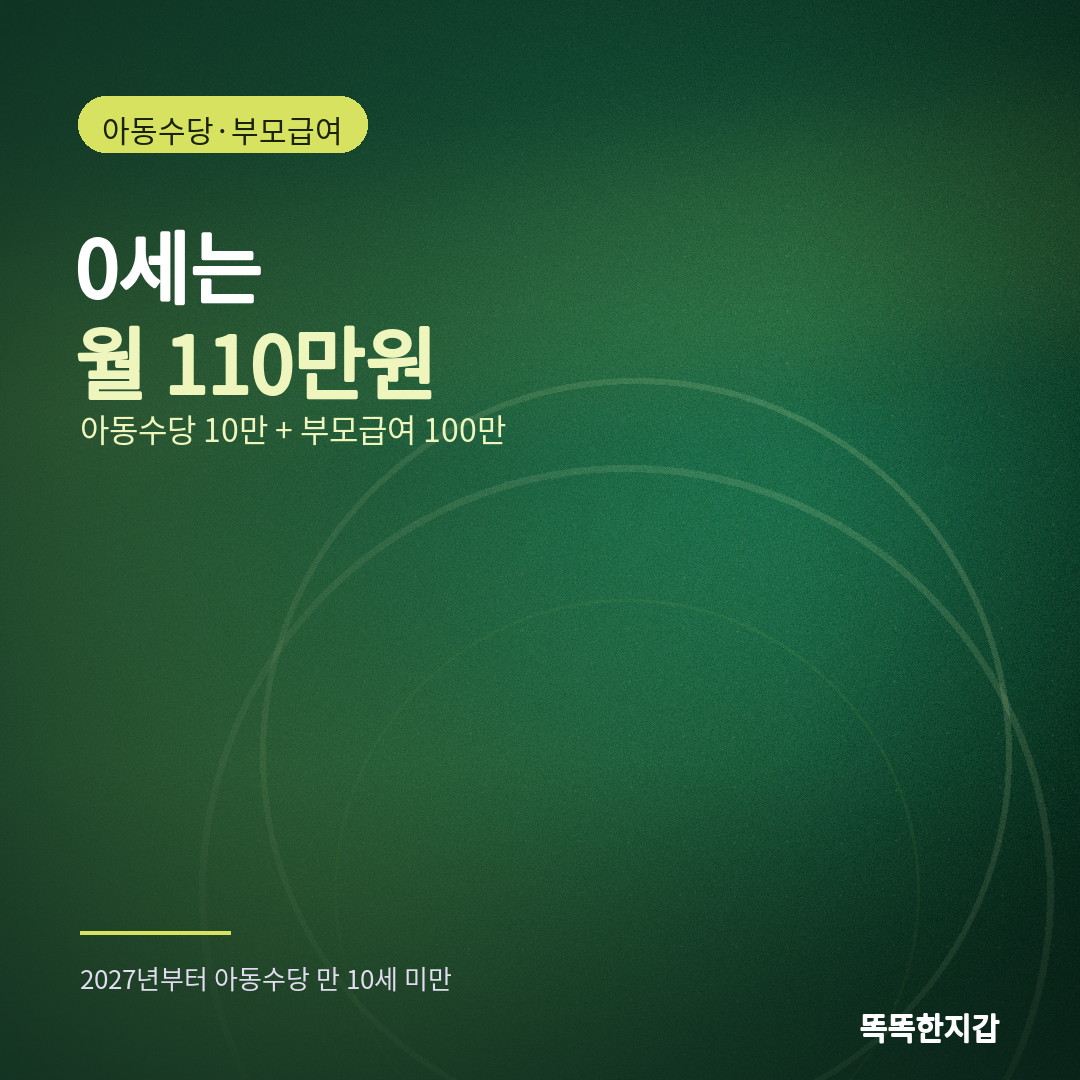 아동수당·부모급여
0세는
월 110만원
아동수당 10만 + 부모급여 100만
2027년부터 아동수당 만 10세 미만
똑똑한지갑